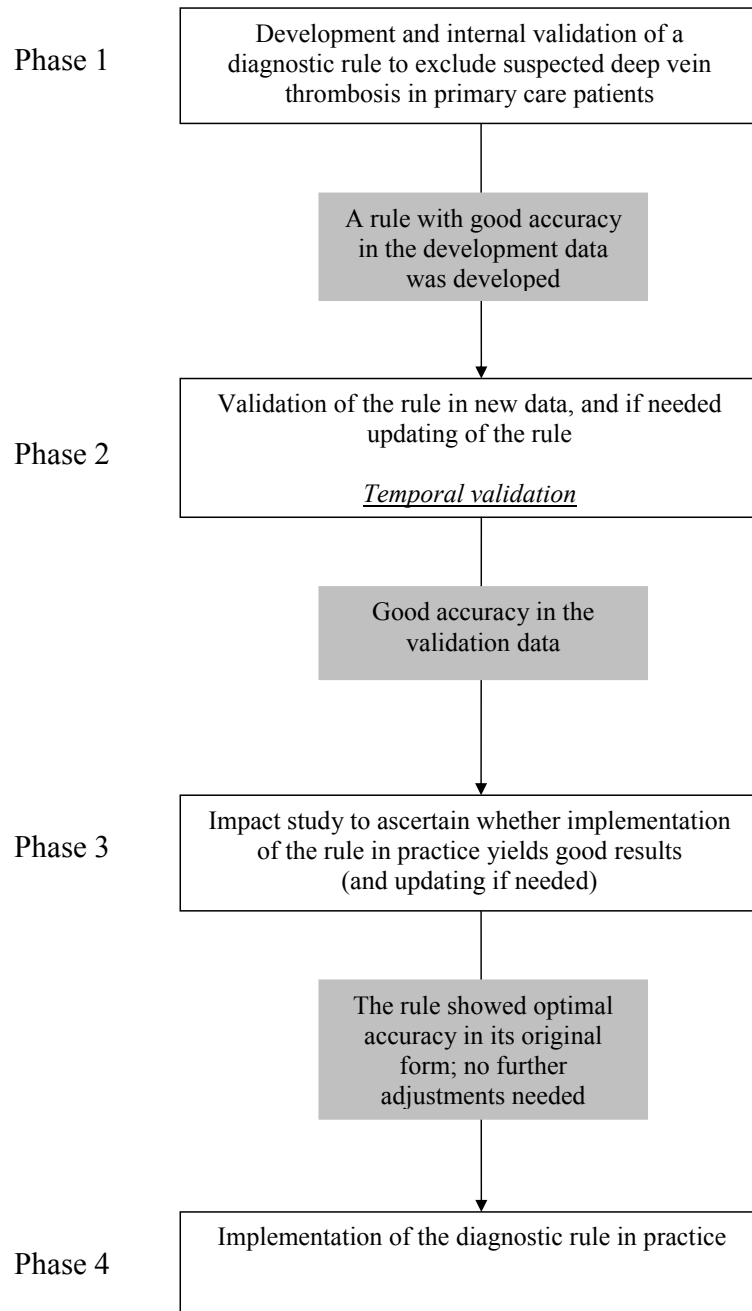 Phase 1
Development and internal validation of a
diagnostic rule to exclude suspected deep vein
thrombosis in primary care patients
A rule with good accuracy
in the development data
was developed
Phase 2
Validation of the rule in new data, and if needed
updating of the rule
Temporal validation
Good accuracy in the
validation data
Phase 3
Impact study to ascertain whether implementation
of the rule in practice yields good results
(and updating if needed)
The rule showed optimal
accuracy in its original
form; no further
adjustments needed
Phase 4
Implementation of the diagnostic rule in practice